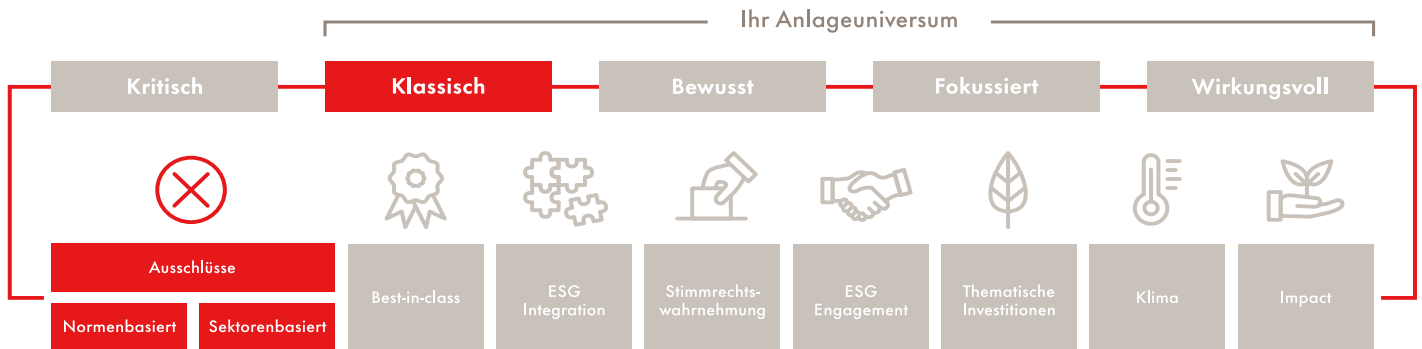 Ihr Anlageuniversum
Kritisch
Klassisch
Bewusst
Fokussiert
Wirkungsvoll
Ausschlüsse
Normenbasiert
Sektorenbasiert
Best-in-class
ESG
Integration
Stimmrechts-
wahrnehmung
ESG
Engagement
Thematische
Investitionen
Klima
Impact